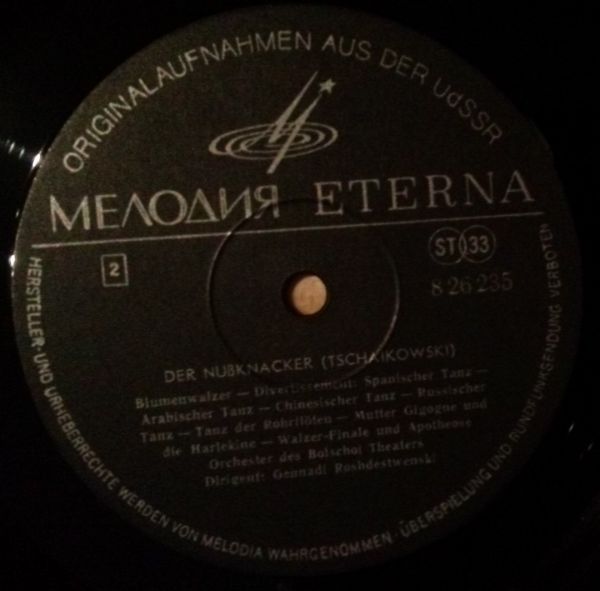 ORIGINALAUFNAHMEN AUS DER UdSSR
МЕЛОДИЯ ETERNA
2
ST 33
8 26 235
DER NUßKNACKER (TSCHAIKOWSKI)
Blumenwalzer — Divertissement: Spanischer Tanz —
Arabischer Tanz — Chinesischer Tanz — Russischer
Tanz — Tanz der Rohrflöten — Mutter Gigogne und
die Harlekine — Walzer-Finale und Apotheose
Orchester des Bolschoi Theaters
Dirigent: Gennadi Roshdestwenski
HERSTELLER- UND URHEBERRECHTE WERDEN VON MELODIA WAHRGENOMMEN · ÜBERSPIELUNG UND RUNDFUNKSENDUNG VERBOTEN